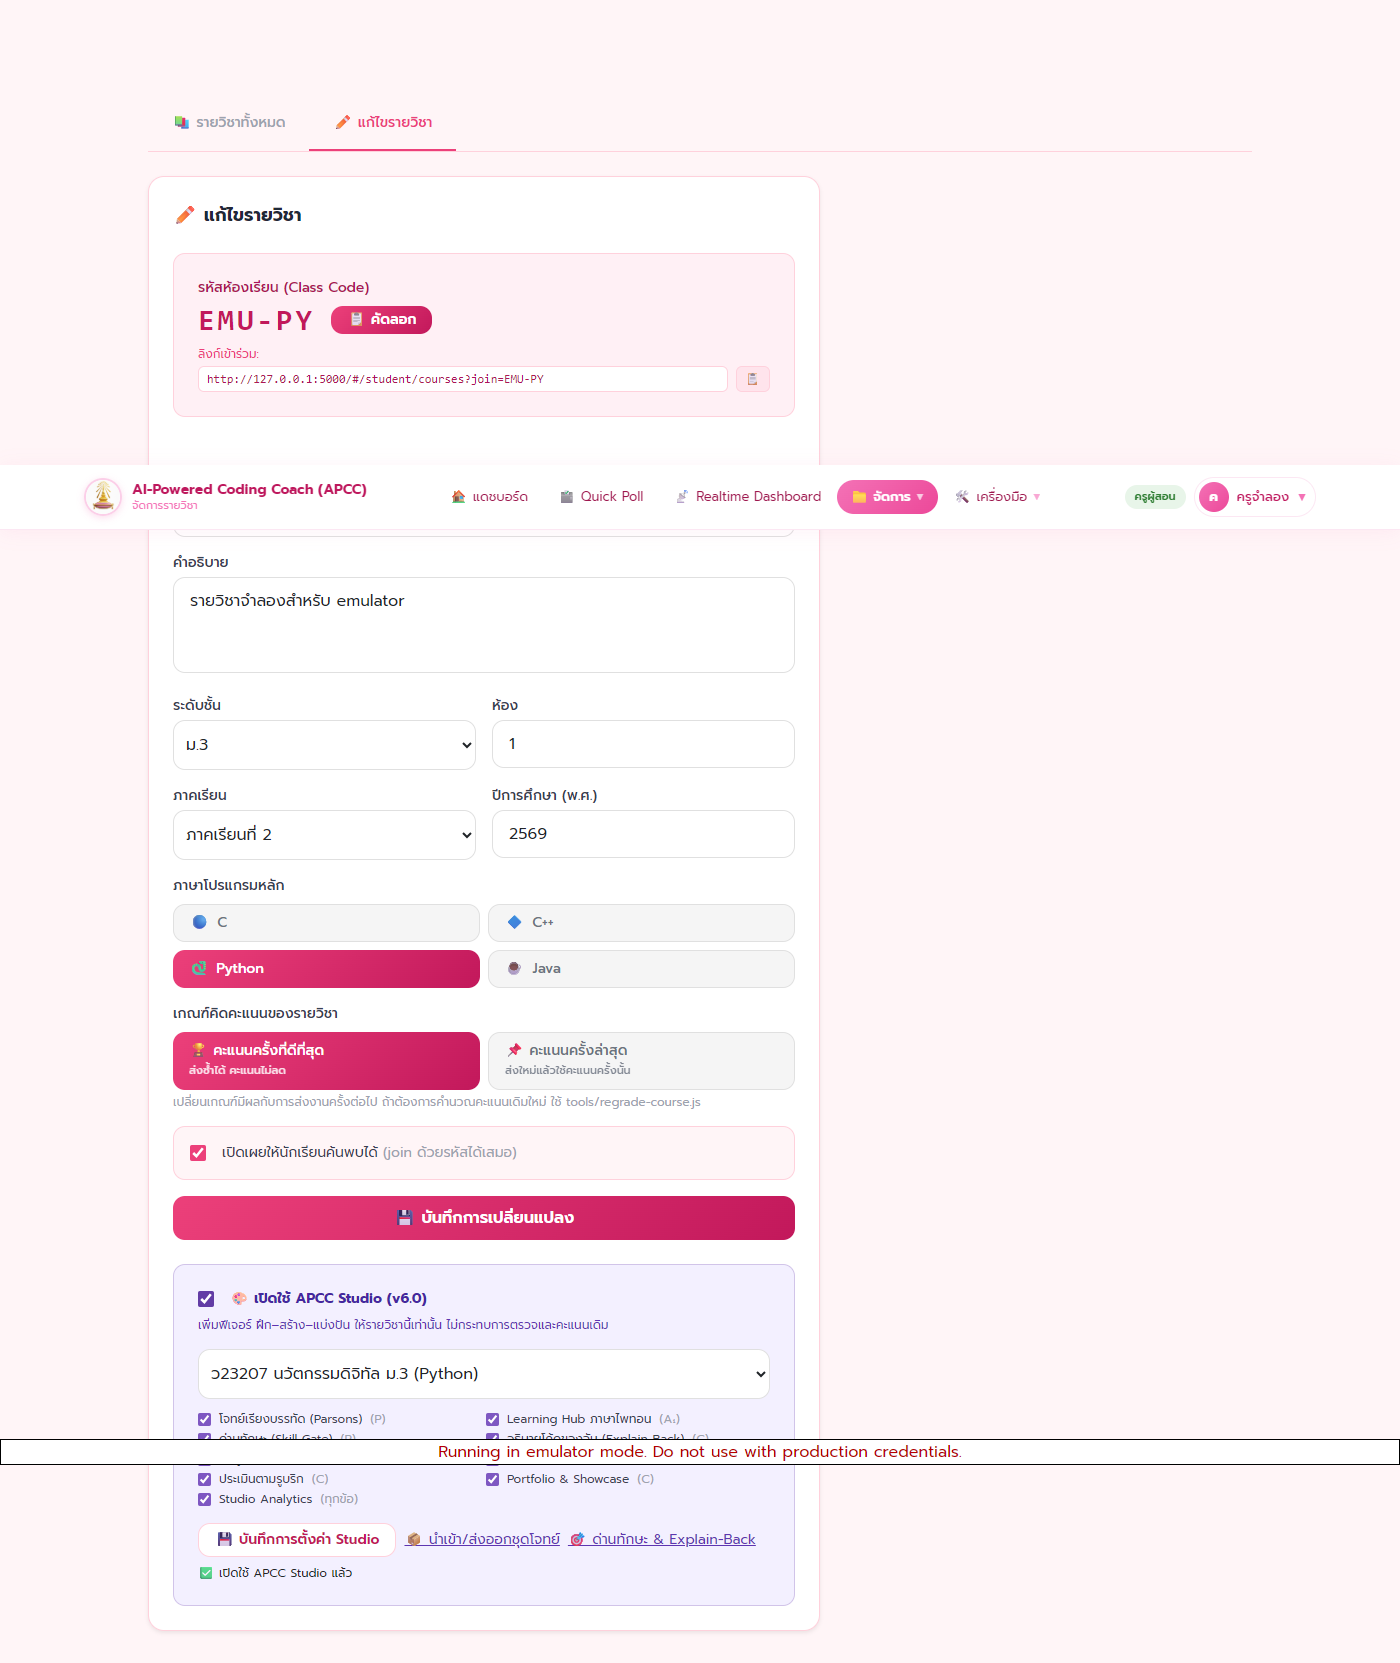 รายวิชาทั้งหมด
แก้ไขรายวิชา
แก้ไขรายวิชา
รหัสห้องเรียน (Class Code)
EMU-PY
คัดลอก
ลิงก์เข้าร่วม:
http://127.0.0.1:5000/#/student/courses?join=EMU-PY
AI-Powered Coding Coach (APCC)
จัดการรายวิชา
แดชบอร์ด
Quick Poll
Realtime Dashboard
จัดการ ▼
เครื่องมือ ▼
ครูผู้สอน
ค
ครูจำลอง ▼
คำอธิบาย
รายวิชาจำลองสำหรับ emulator
ระดับชั้น
ห้อง
ม.3
1
ภาคเรียน
ปีการศึกษา (พ.ศ.)
ภาคเรียนที่ 2
2569
ภาษาโปรแกรมหลัก
C
C++
Python
Java
เกณฑ์คิดคะแนนของรายวิชา
คะแนนครั้งที่ดีที่สุด
ส่งซ้ำได้ คะแนนไม่ลด
คะแนนครั้งล่าสุด
ส่งใหม่แล้วใช้คะแนนครั้งนั้น
เปลี่ยนเกณฑ์มีผลกับการส่งงานครั้งต่อไป ถ้าต้องการคำนวณคะแนนเดิมใหม่ ใช้ tools/regrade-course.js
เปิดเผยให้นักเรียนค้นพบได้ (join ด้วยรหัสได้เสมอ)
บันทึกการเปลี่ยนแปลง
เปิดใช้ APCC Studio (v6.0)
เพิ่มฟีเจอร์ ฝึก–สร้าง–แบ่งปัน ให้รายวิชานี้เท่านั้น ไม่กระทบการตรวจและคะแนนเดิม
ว23207 นวัตกรรมดิจิทัล ม.3 (Python)
โจทย์เรียงบรรทัด (Parsons) (P)
Learning Hub ภาษาไพทอน (A₁)
ด่านทักษะ (Skill Gate) (P)
อธิบายโค้ดของฉัน (Explain-Back) (C)
Running in emulator mode. Do not use with production credentials.
ประเมินตามรูบริก (C)
Portfolio & Showcase (C)
Studio Analytics (ทุกข้อ)
บันทึกการตั้งค่า Studio
นำเข้า/ส่งออกชุดโจทย์
ด่านทักษะ & Explain-Back
เปิดใช้ APCC Studio แล้ว